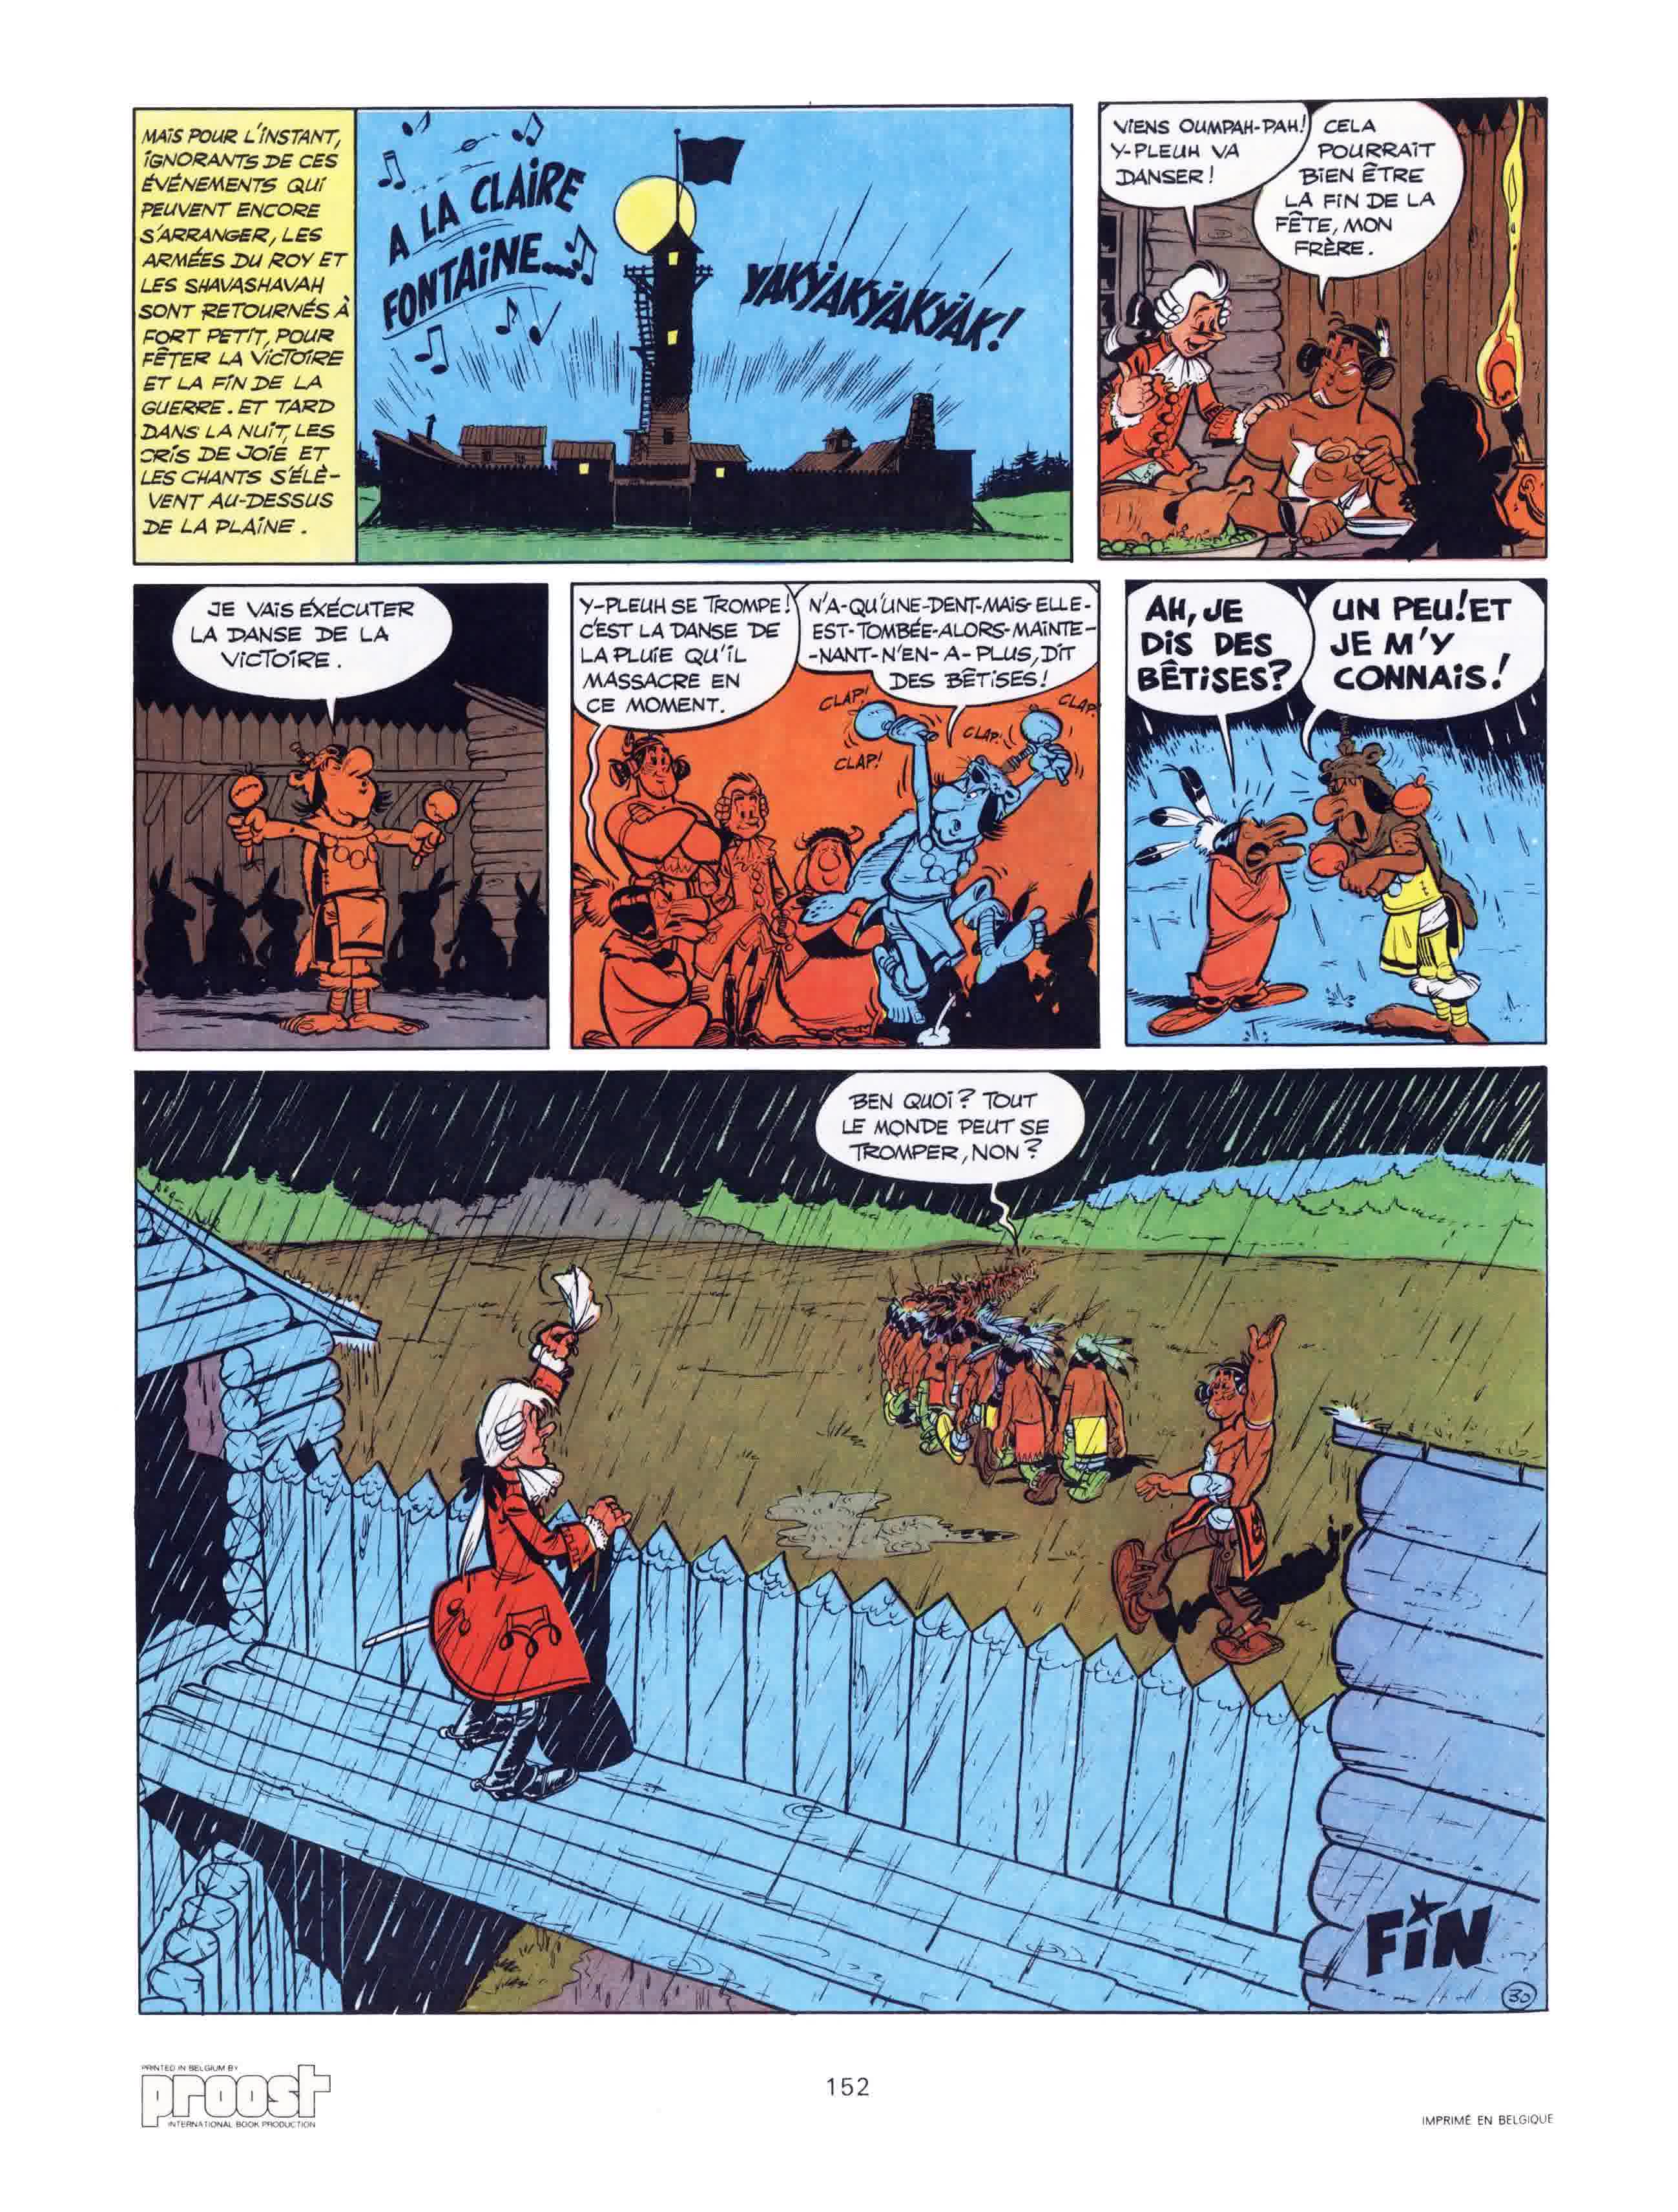 MAIS POUR L'INSTANT,
IGNORANTS DE CES
ÉVÉNEMENTS QUI
PEUVENT ENCORE
S'ARRANGER, LES
ARMÉES DU ROY ET
LES SHAVASHAVAH
SONT RETOURNÉS À
FORT PETIT, POUR
FÊTER LA VICTOIRE
ET LA FIN DE LA
GUERRE. ET TARD
DANS LA NUIT, LES
CRIS DE JOIE ET
LES CHANTS S'ÉLÈ-
VENT AU-DESSUS
DE LA PLAINE.
A LA CLAIRE
FONTAINE...
YAKYAKYAKYAK!
VIENS OUMPAH-PAH!
Y-PLEUH VA
DANSER!
CELA
POURRAIT
BIEN ÊTRE
LA FIN DE LA
FÊTE, MON
FRÈRE.
JE VAIS EXÉCUTER
LA DANSE DE LA
VICTOIRE.
Y-PLEUH SE TROMPE!
C'EST LA DANSE DE
LA PLUIE QU'IL
MASSACRE EN
CE MOMENT.
N'A-QU'UNE-DENT-MAIS-ELLE-
EST-TOMBÉE-ALORS-MAINTE-
-NANT-N'EN-A-PLUS, DIT
DES BÊTISES!
CLAP!
CLAP!
CLAP!
CLAP!
AH, JE
DIS DES
BÊTISES?
UN PEU! ET
JE M'Y
CONNAIS!
BEN QUOI? TOUT
LE MONDE PEUT SE
TROMPER, NON?
FIN
30
PRINTED IN BELGIUM BY
proost
INTERNATIONAL BOOK PRODUCTION
152
IMPRIMÉ EN BELGIQUE